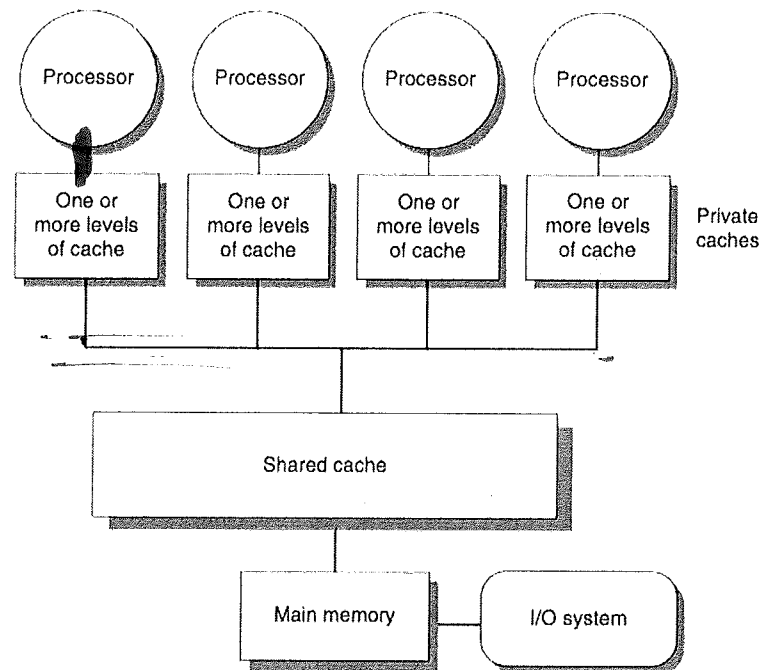 Processor
Processor
Processor
Processor
One or
more levels
of cache
One or
more levels
of cache
One or
more levels
of cache
One or
more levels
of cache
Private
caches
Shared cache
Main memory
I/O system